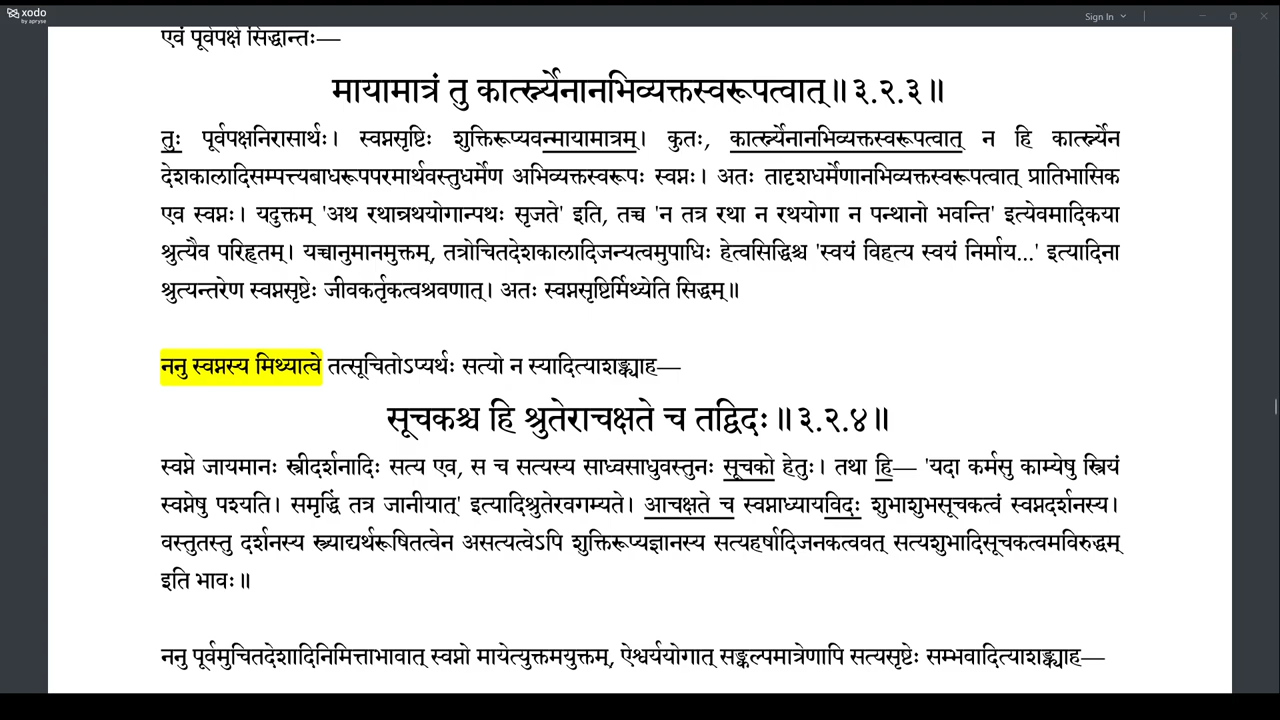 xodo
by apryse
Sign In
एवं पूर्वपक्षे सिद्धान्तः—
मायामात्रं तु कार्त्स्न्येनानभिव्यक्तस्वरूपत्वात्॥३.२.३॥
तुः पूर्वपक्षनिरासार्थः। स्वप्नसृष्टिः शुक्तिरूप्यवन्मायामात्रम्। कुतः, कार्त्स्न्येनानभिव्यक्तस्वरूपत्वात् न हि कार्त्स्न्येन
देशकालादिसम्पत्त्यबाधरूपपरमार्थवस्तुधर्मेण अभिव्यक्तस्वरूपः स्वप्नः। अतः तादृशधर्मेणानभिव्यक्तस्वरूपत्वात् प्रातिभासिक
एव स्वप्नः। यदुक्तम् 'अथ रथान्रथयोगान्पथः सृजते' इति, तच्च 'न तत्र रथा न रथयोगा न पन्थानो भवन्ति' इत्येवमादिकया
श्रुत्यैव परिहृतम्। यच्चानुमानमुक्तम्, तत्रोचितदेशकालादिजन्यत्वमुपाधिः हेत्वसिद्धिश्च 'स्वयं विहत्य स्वयं निर्माय...' इत्यादिना
श्रुत्यन्तरेण स्वप्नसृष्टेः जीवकर्तृकत्वश्रवणात्। अतः स्वप्नसृष्टिर्मिथ्येति सिद्धम्॥
ननु स्वप्नस्य मिथ्यात्वे तत्सूचितोऽप्यर्थः सत्यो न स्यादित्याशङ्क्याह—
सूचकश्च हि श्रुतेराचक्षते च तद्विदः॥३.२.४॥
स्वप्ने जायमानः स्त्रीदर्शनादिः सत्य एव, स च सत्यस्य साध्वसाधुवस्तुनः सूचको हेतुः। तथा हि— 'यदा कर्मसु काम्येषु स्त्रियं
स्वप्नेषु पश्यति। समृद्धिं तत्र जानीयात्' इत्यादिश्रुतेरवगम्यते। आचक्षते च स्वप्नाध्यायविदः शुभाशुभसूचकत्वं स्वप्नदर्शनस्य।
वस्तुतस्तु दर्शनस्य स्त्र्याद्यर्थरूषितत्वेन असत्यत्वेऽपि शुक्तिरूप्यज्ञानस्य सत्यहर्षादिजनकत्ववत् सत्यशुभादिसूचकत्वमविरुद्धम्
इति भावः॥
ननु पूर्वमुचितदेशादिनिमित्ताभावात् स्वप्नो मायेत्युक्तमयुक्तम्, ऐश्वर्ययोगात् सङ्कल्पमात्रेणापि सत्यसृष्टेः सम्भवादित्याशङ्क्याह—